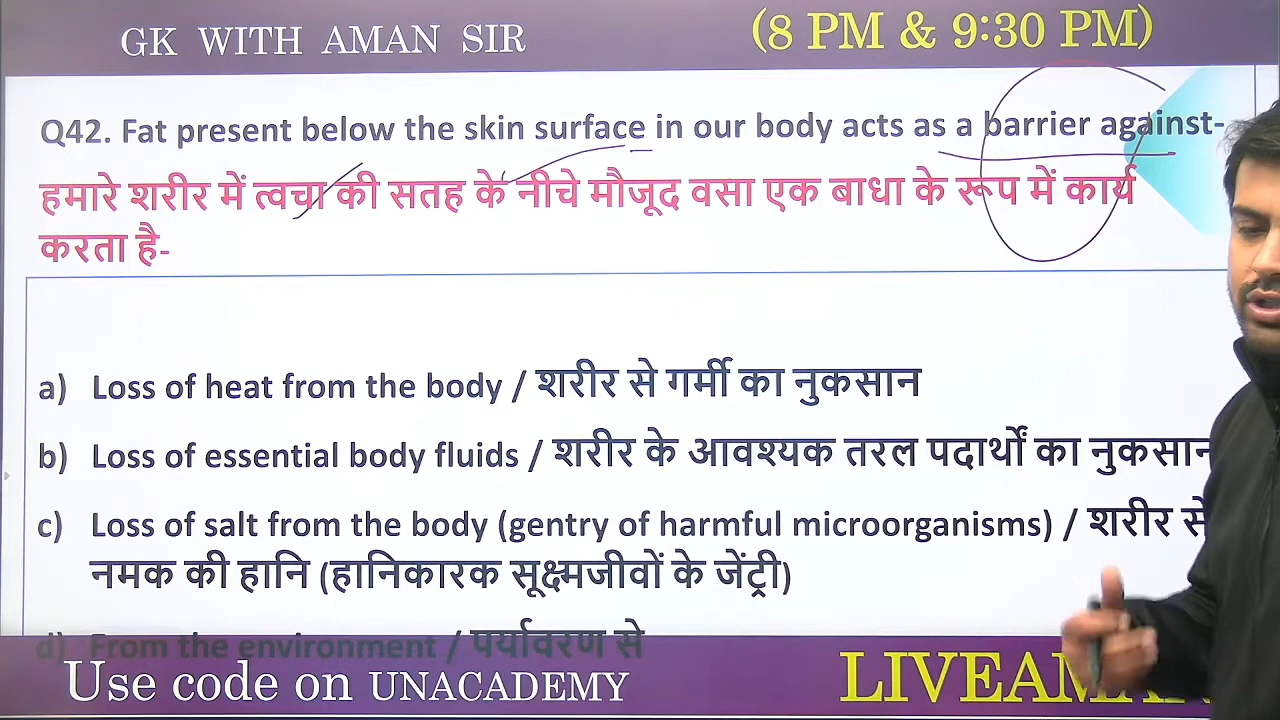 GK WITH AMAN SIR
(8 PM & 9:30 PM)
Q42. Fat present below the skin surface in our body acts as a barrier against-
हमारे शरीर में त्वचा की सतह के नीचे मौजूद वसा एक बाधा के रूप में कार्य
करता है-
a) Loss of heat from the body / शरीर से गर्मी का नुकसान
b) Loss of essential body fluids / शरीर के आवश्यक तरल पदार्थों का नुकसान
c) Loss of salt from the body (gentry of harmful microorganisms) / शरीर से
नमक की हानि (हानिकारक सूक्ष्मजीवों के जेंट्री)
d) From the environment / पर्यावरण से
Use code on UNACADEMY